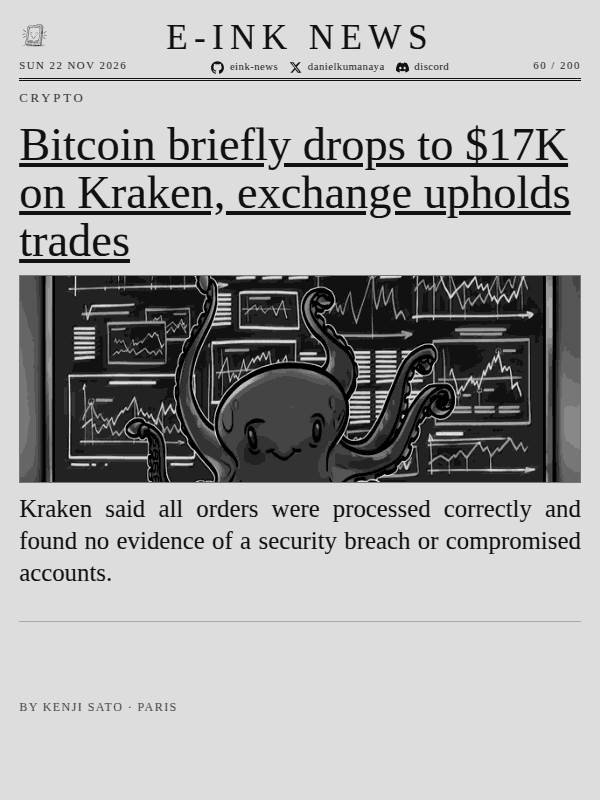 E-INK NEWS
SUN 22 NOV 2026
eink-news danielkumanaya discord
60 / 200
CRYPTO
Bitcoin briefly drops to $17K
on Kraken, exchange upholds
trades
Kraken said all orders were processed correctly and
found no evidence of a security breach or compromised
accounts.
BY KENJI SATO · PARIS